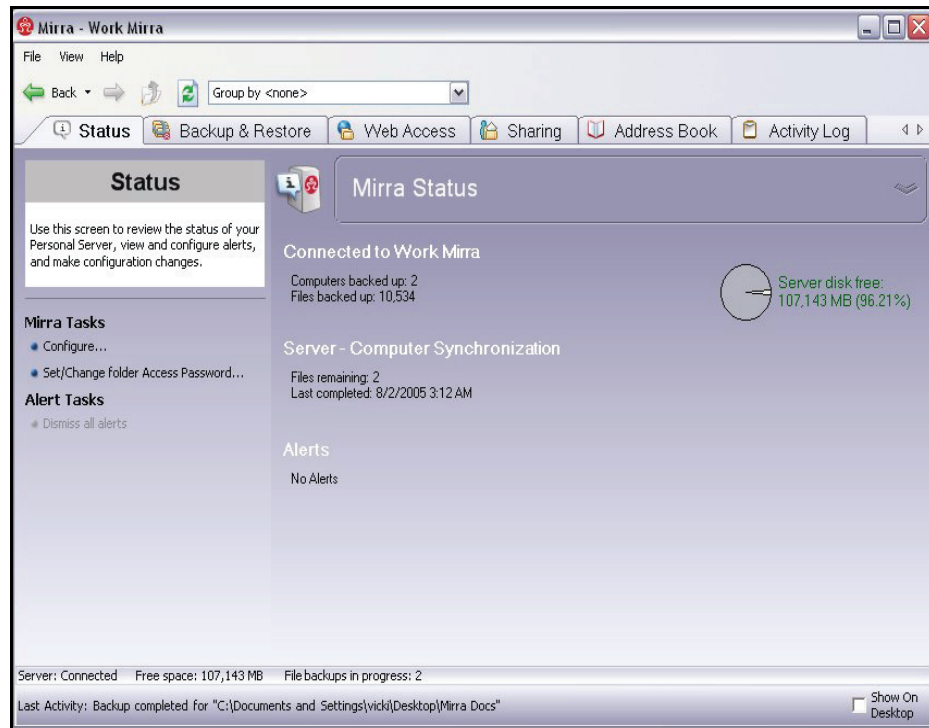 Mirra - Work Mirra
File View Help
Back Group by <none>
Status Backup & Restore Web Access Sharing Address Book Activity Log
Status
Use this screen to review the status of your
Personal Server, view and configure alerts,
and make configuration changes.
Mirra Tasks
Configure...
Set/Change folder Access Password...
Alert Tasks
Dismiss all alerts
Mirra Status
Connected to Work Mirra
Computers backed up: 2
Files backed up: 10,534
Server disk free:
107,143 MB (96.21%)
Server - Computer Synchronization
Files remaining: 2
Last completed: 8/2/2005 3:12 AM
Alerts
No Alerts
Server: Connected Free space: 107,143 MB File backups in progress: 2
Last Activity: Backup completed for "C:\Documents and Settings\vicki\Desktop\Mirra Docs"
Show On
Desktop